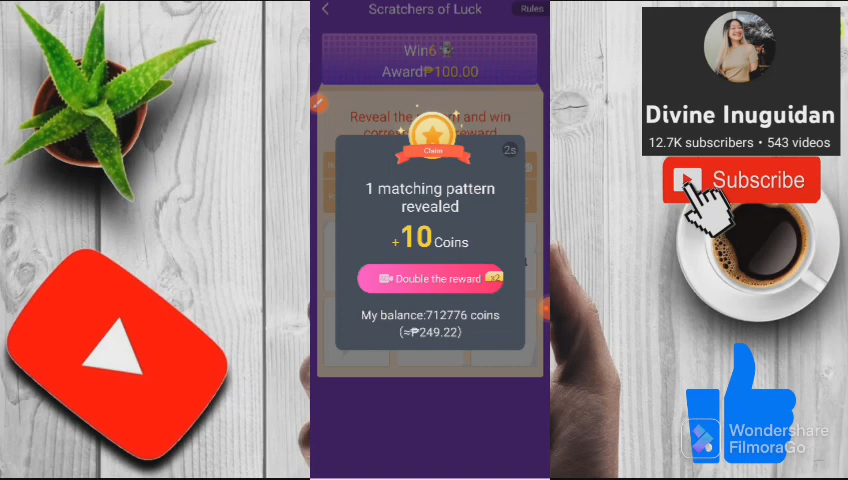 Scratchers of Luck
Rules
Win6
Award₱100.00
Reveal the pattern and win
reward
Claim
2s
1 matching pattern
revealed
+10 Coins
Double the reward x2
My balance:712776 coins
(≈₱249.22)
Divine Inuguidan
12.7K subscribers • 543 videos
Subscribe
Wondershare
FilmoraGo